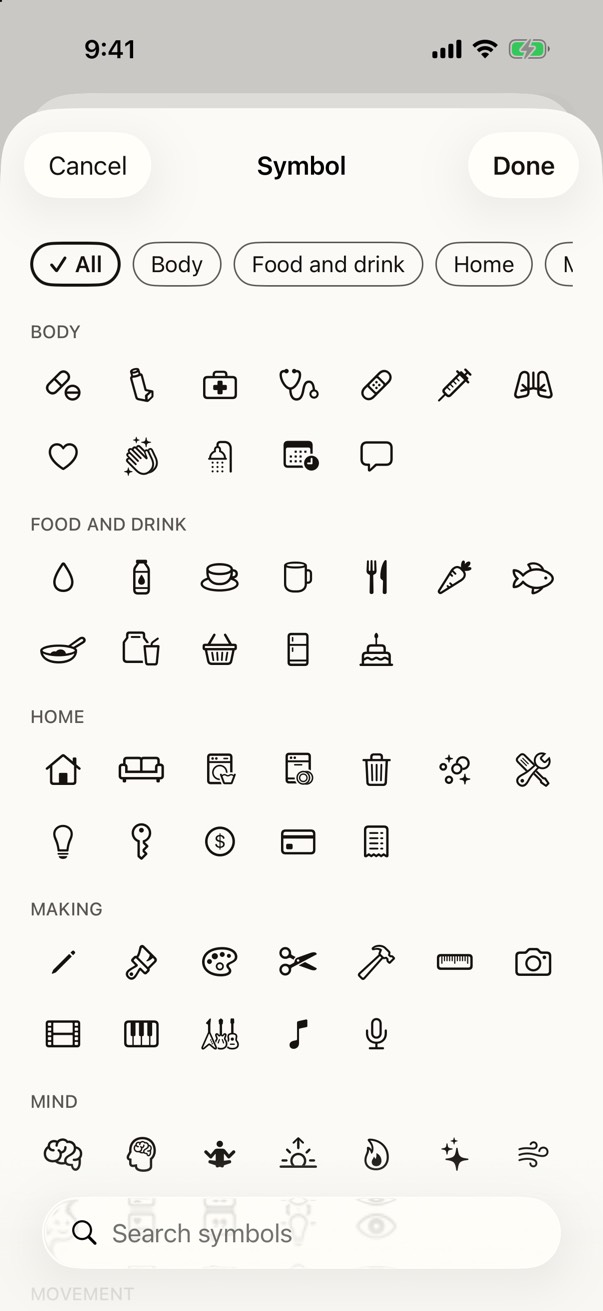 9:41
Cancel
Symbol
Done
All
Body
Food and drink
Home
BODY
FOOD AND DRINK
HOME
MAKING
MIND
Search symbols
MOVEMENT